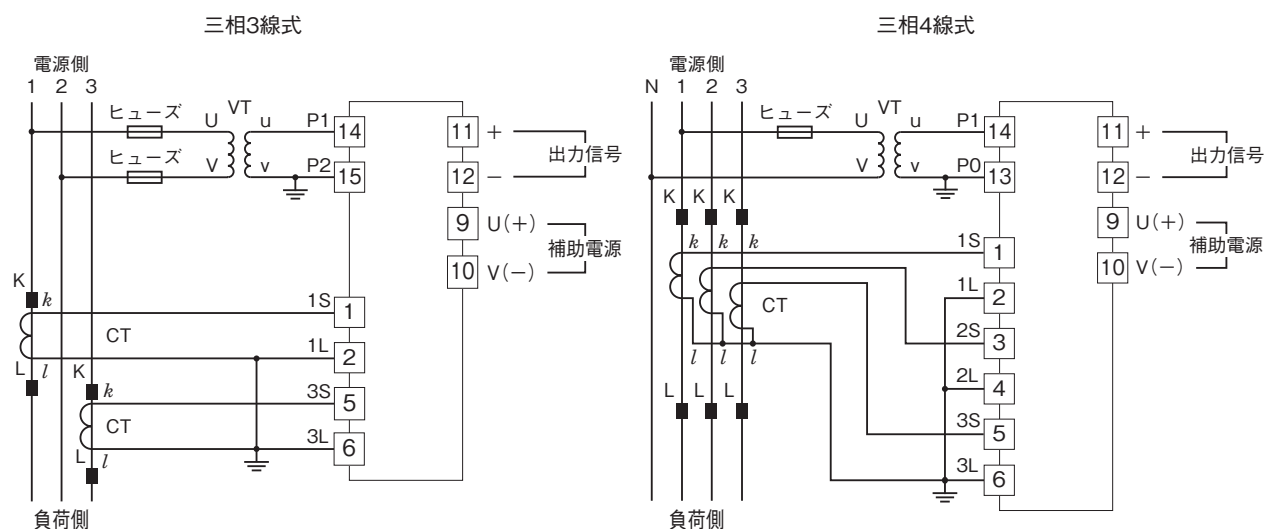 三相3線式
電源側
1 2 3
ヒューズ
U VT u P1 14
ヒューズ
V v P2 15
11 +
出力信号
12 −
9 U(+)
補助電源
10 V(−)
K k
1S 1
CT
1L 2
L l K k
3S 5
CT
3L 6
L l
負荷側
三相4線式
電源側
N 1 2 3
ヒューズ
U VT u P1 14
V v P0 13
11 +
出力信号
12 −
9 U(+)
補助電源
10 V(−)
K K K
k k k
1S 1
1L 2
CT
2S 3
l l l
2L 4
L L L
3S 5
3L 6
負荷側